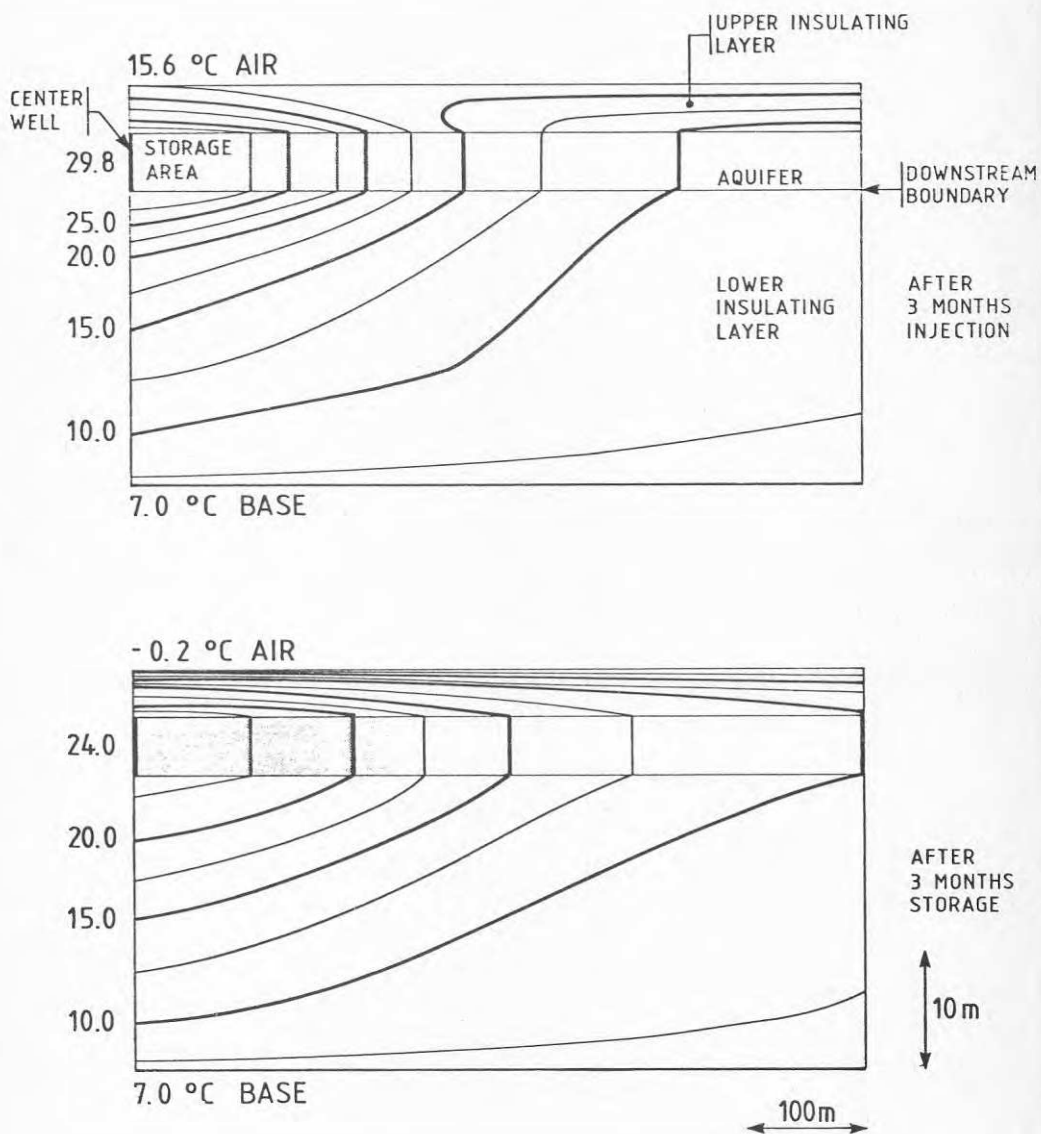 UPPER INSULATING
LAYER
15.6 °C AIR
CENTER
WELL
STORAGE
AREA
29.8
AQUIFER
DOWNSTREAM
BOUNDARY
25.0
20.0
15.0
10.0
LOWER
INSULATING
LAYER
AFTER
3 MONTHS
INJECTION
7.0 °C BASE
- 0.2 °C AIR
24.0
20.0
15.0
10.0
AFTER
3 MONTHS
STORAGE
10m
7.0 °C BASE
100m